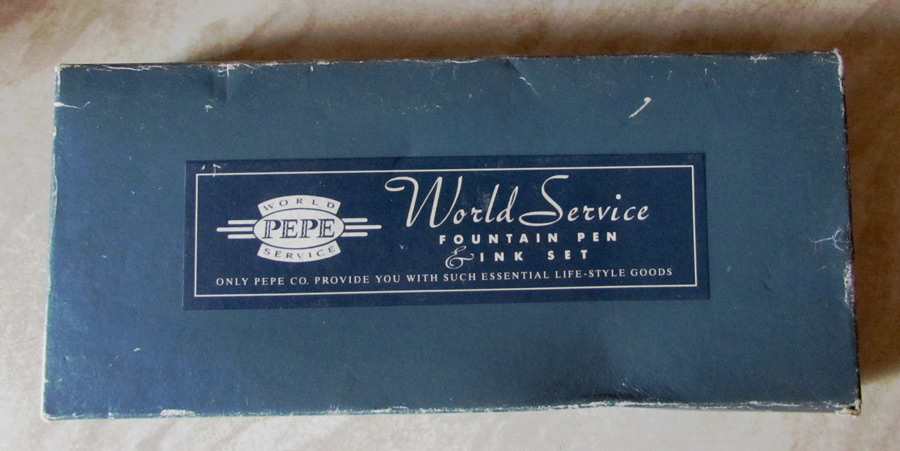 WORLD
PEPE
SERVICE
World Service
FOUNTAIN PEN
& INK SET
ONLY PEPE CO. PROVIDE YOU WITH SUCH ESSENTIAL LIFE-STYLE GOODS